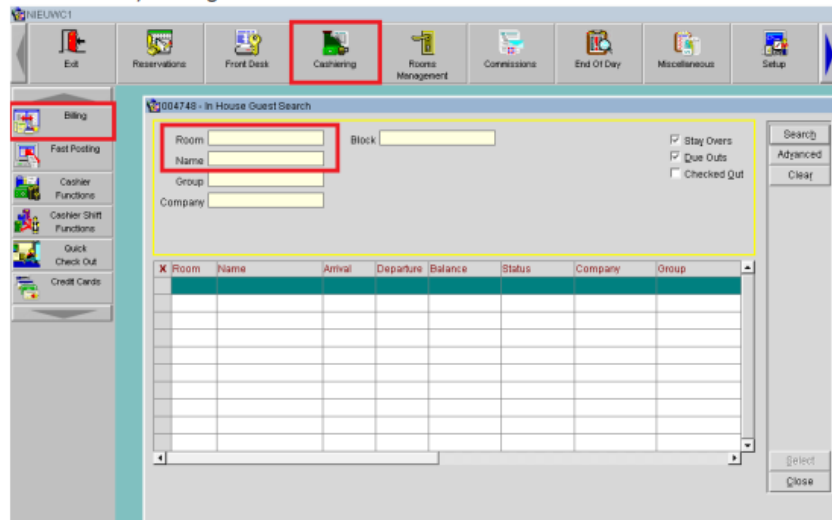 NIEUWC1
Exit
Reservations
Front Desk
Cashiering
Rooms
Management
Commissions
End Of Day
Miscellaneous
Setup
Billing
Fast Posting
Cashier
Functions
Cashier Shift
Functions
Quick
Check Out
Credit Cards
004748 - In House Guest Search
Room
Block
Name
Group
Company
Stay Overs
Due Outs
Checked Out
Search
Advanced
Clear
X Room Name Arrival Departure Balance Status Company Group
Select
Close